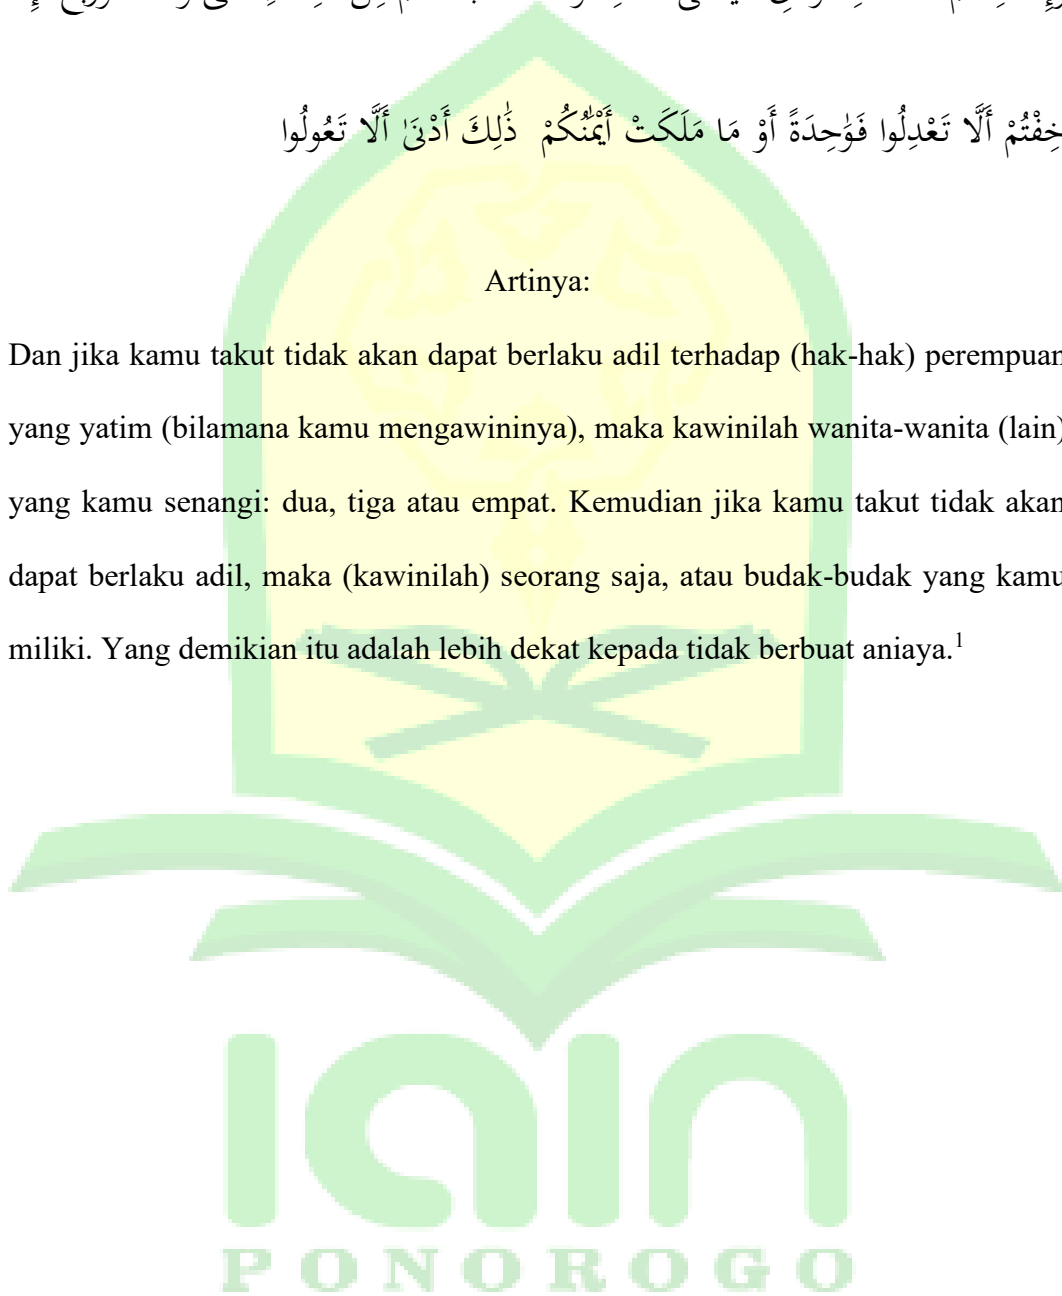 خِفْتُمْ أَلَّا تَعْدِلُوا فَوَٰحِدَةً أَوْ مَا مَلَكَتْ أَيْمَٰنُكُمْ ذَٰلِكَ أَدْنَىٰ أَلَّا تَعُولُوا
Artinya:
Dan jika kamu takut tidak akan dapat berlaku adil terhadap (hak-hak) perempuan
yang yatim (bilamana kamu mengawininya), maka kawinilah wanita-wanita (lain)
yang kamu senangi: dua, tiga atau empat. Kemudian jika kamu takut tidak akan
dapat berlaku adil, maka (kawinilah) seorang saja, atau budak-budak yang kamu
miliki. Yang demikian itu adalah lebih dekat kepada tidak berbuat aniaya.1
iain
PONOROGO